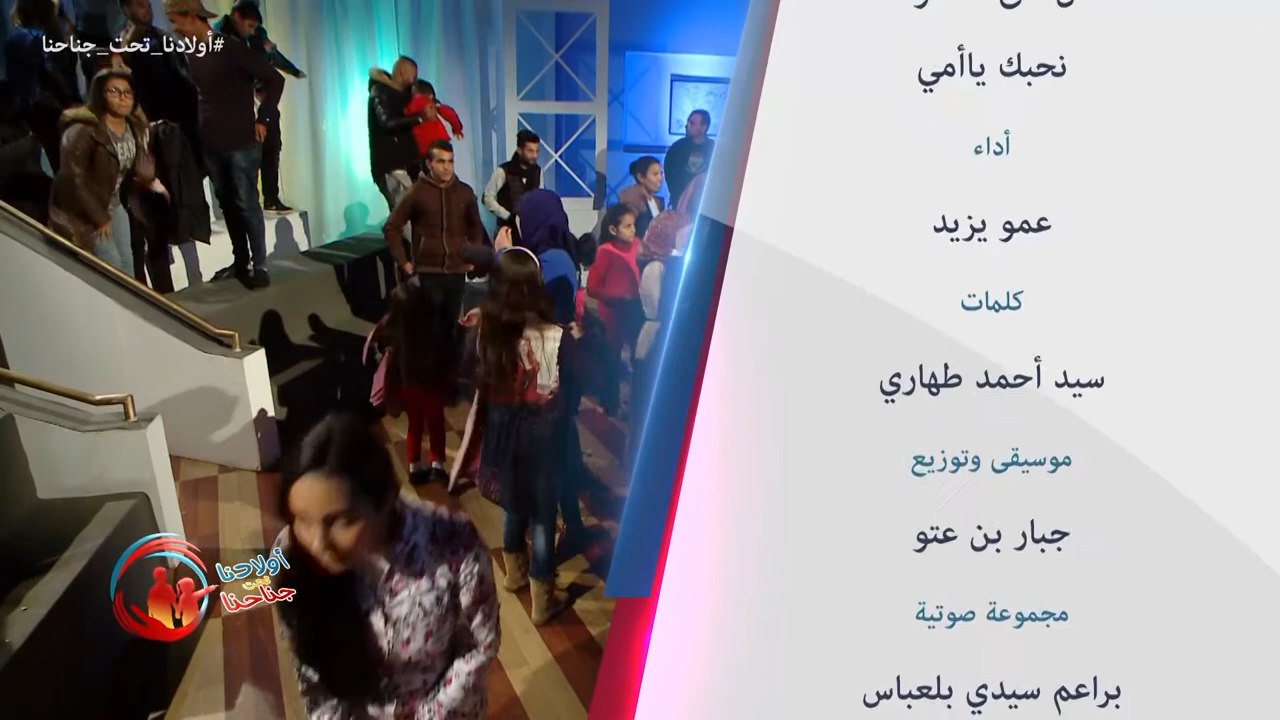 #أولادنا_تحت_جناحنا
نحبك ياأمي
أداء
عمو يزيد
كلمات
سيد أحمد طهاري
موسيقى وتوزيع
جبار بن عتو
مجموعة صوتية
براعم سيدي بلعباس
أولادنا
تحت
جناحنا